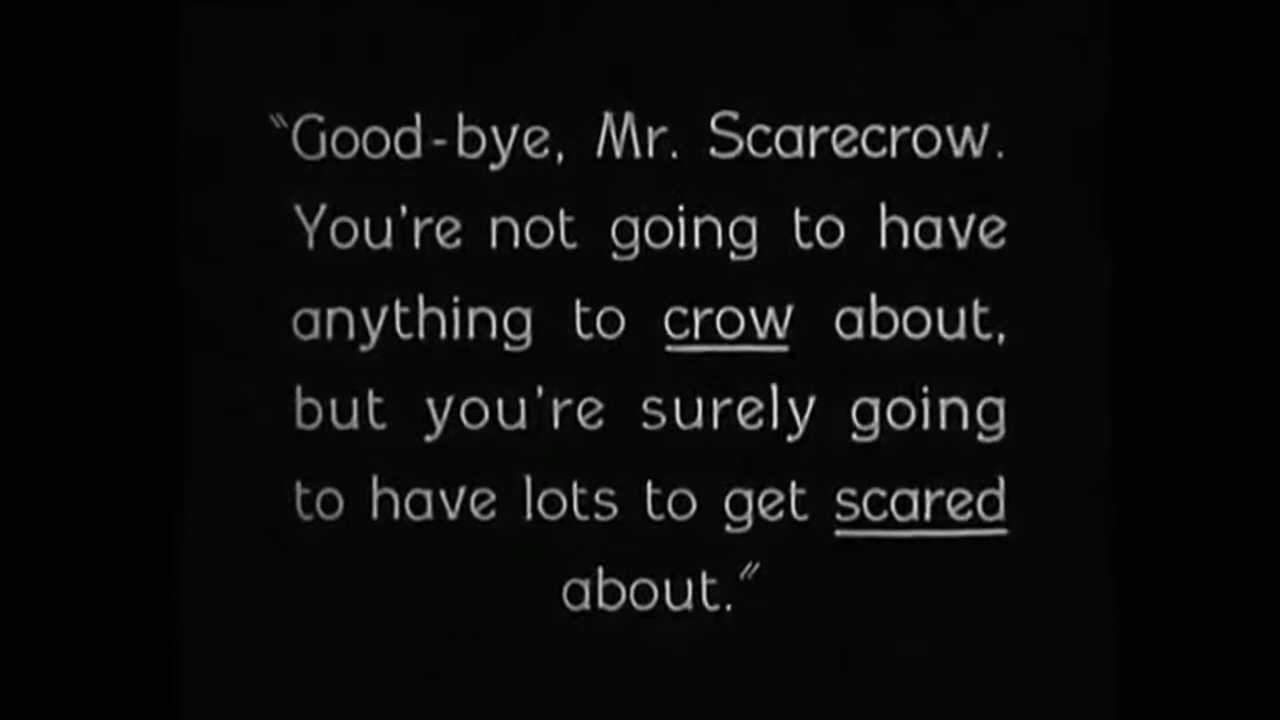 "Good-bye, Mr. Scarecrow.
You're not going to have
anything to crow about,
but you're surely going
to have lots to get scared
about."